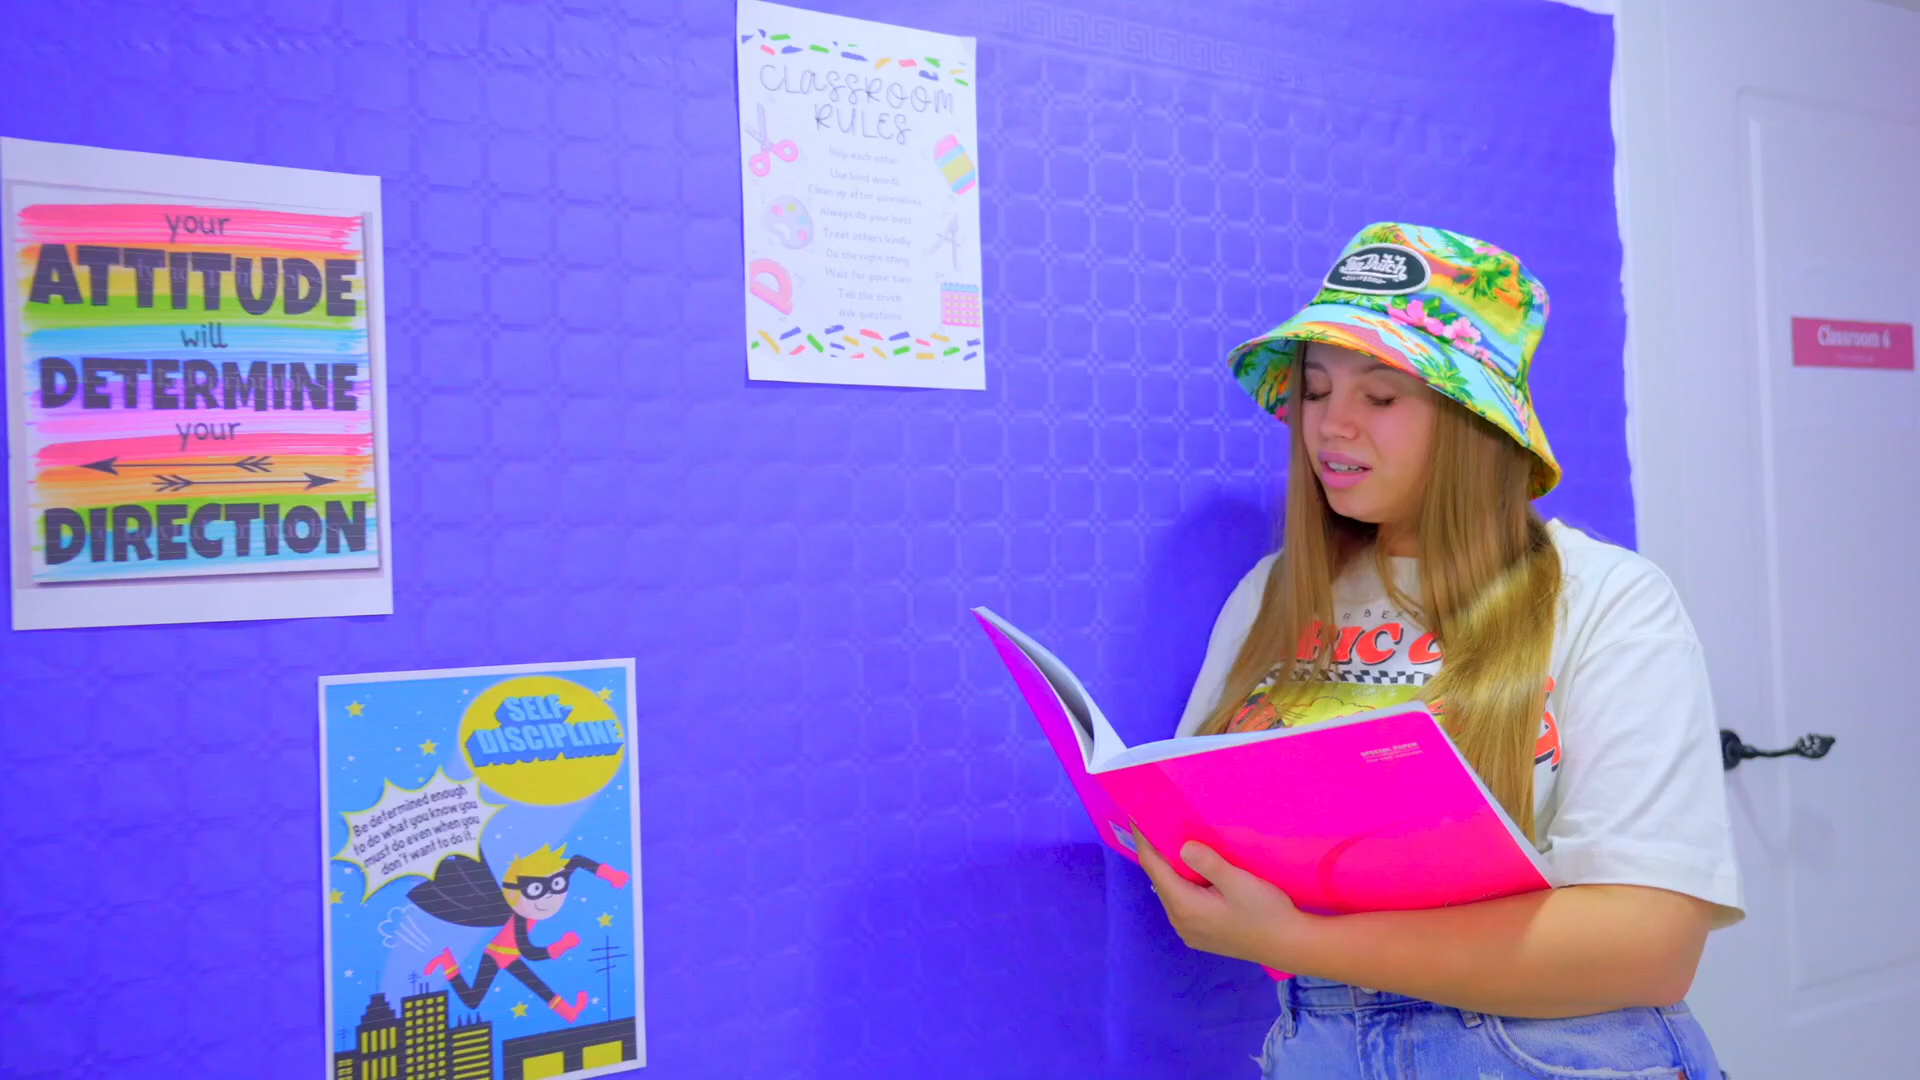 your
ATTITUDE
will
DETERMINE
your
DIRECTION
CLASSROOM
RULES
Help each other
Use kind words
Clean up after yourselves
Always do your best
Treat others kindly
Do the right thing
Wait for your turn
Tell the truth
Ask questions
SELF-
DISCIPLINE
Be determined enough
to do what you know you
must do even when you
don't want to do it.
Von Dutch
Classroom 6
SPECIAL PAPER